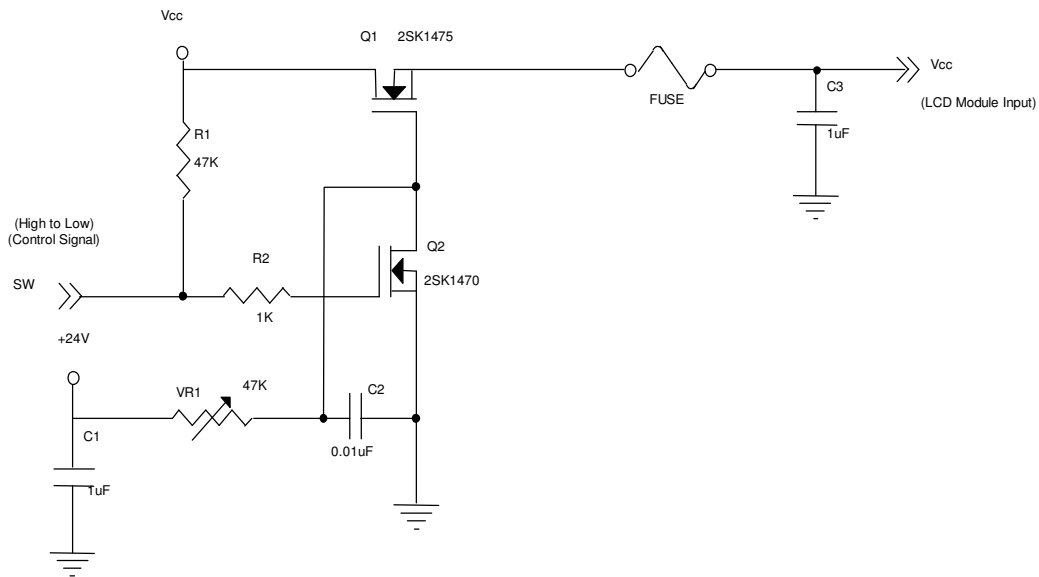 Vcc
Q1 2SK1475
Vcc
C3
FUSE
(LCD Module Input)
R1
47K
1uF
(High to Low)
(Control Signal)
Q2
R2
SW
2SK1470
1K
+24V
VR1
47K
C2
C1
0.01uF
1uF